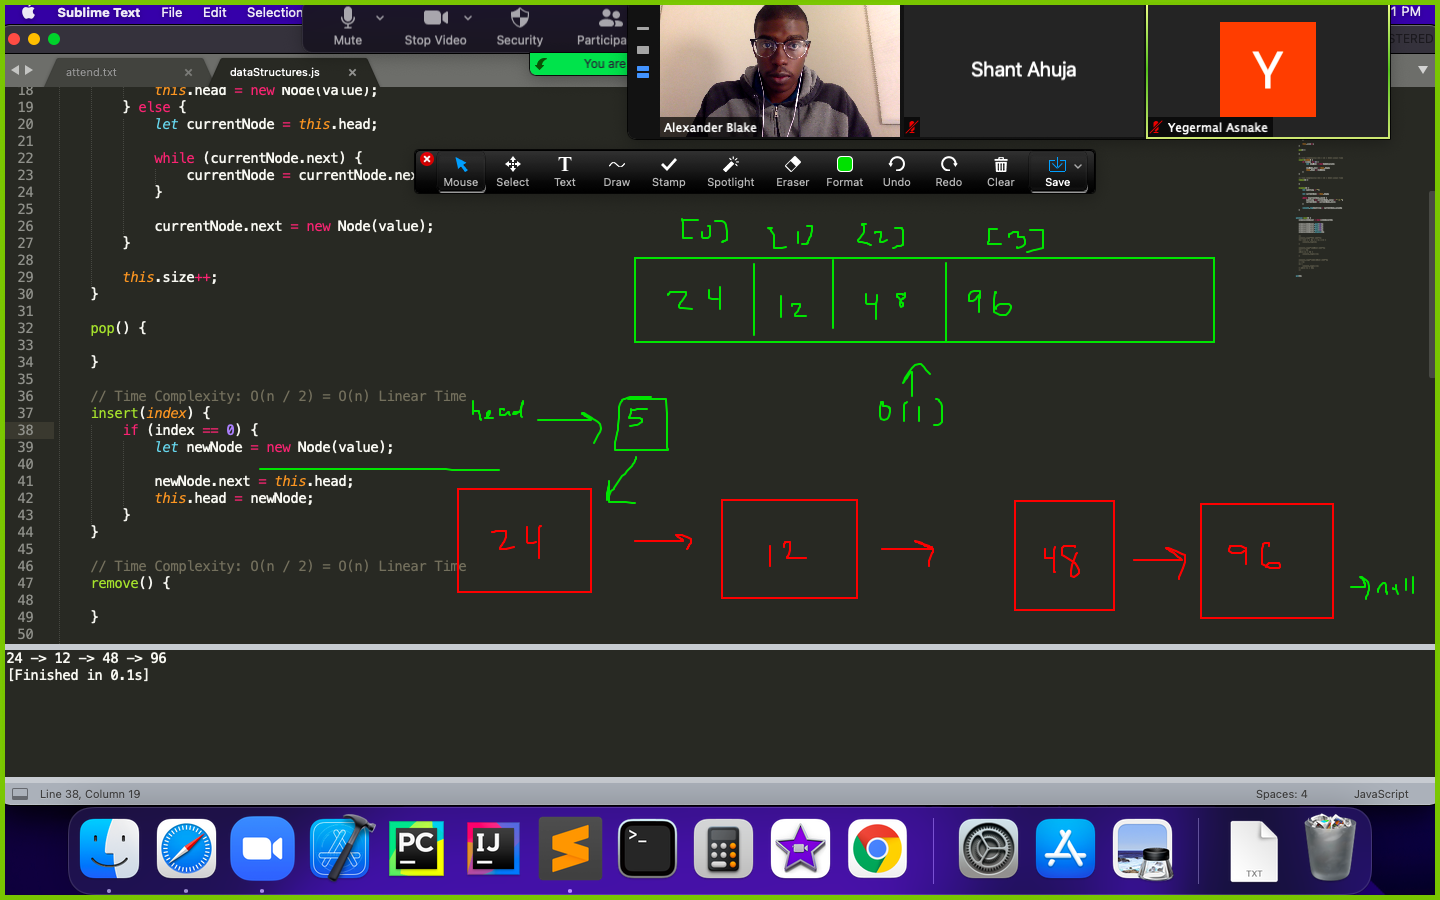 Sublime Text File Edit Selection
1 PM
Mute Stop Video Security Participa
You are
Alexander Blake
Shant Ahuja
Y
Yegermal Asnake
STERED
attend.txt
dataStructures.js
Mouse Select Text Draw Stamp Spotlight Eraser Format Undo Redo Clear Save
18 this.head = new Node(value);
19 } else {
20 let currentNode = this.head;
21
22 while (currentNode.next) {
23 currentNode = currentNode.nex
24 }
25
26 currentNode.next = new Node(value);
27 }
28
29 this.size++;
30 }
31
32 pop() {
33
34 }
35
36 // Time Complexity: O(n / 2) = O(n) Linear Time
37 insert(index) {
38 if (index == 0) {
39 let newNode = new Node(value);
40
41 newNode.next = this.head;
42 this.head = newNode;
43 }
44 }
45
46 // Time Complexity: O(n / 2) = O(n) Linear Time
47 remove() {
48
49 }
50
[0] [1] [2] [3]
24 12 48 96
O(1)
head 5
24 12 48 96
null
24 -> 12 -> 48 -> 96
[Finished in 0.1s]
Line 38, Column 19
Spaces: 4 JavaScript
PC
IJ
>_
TXT